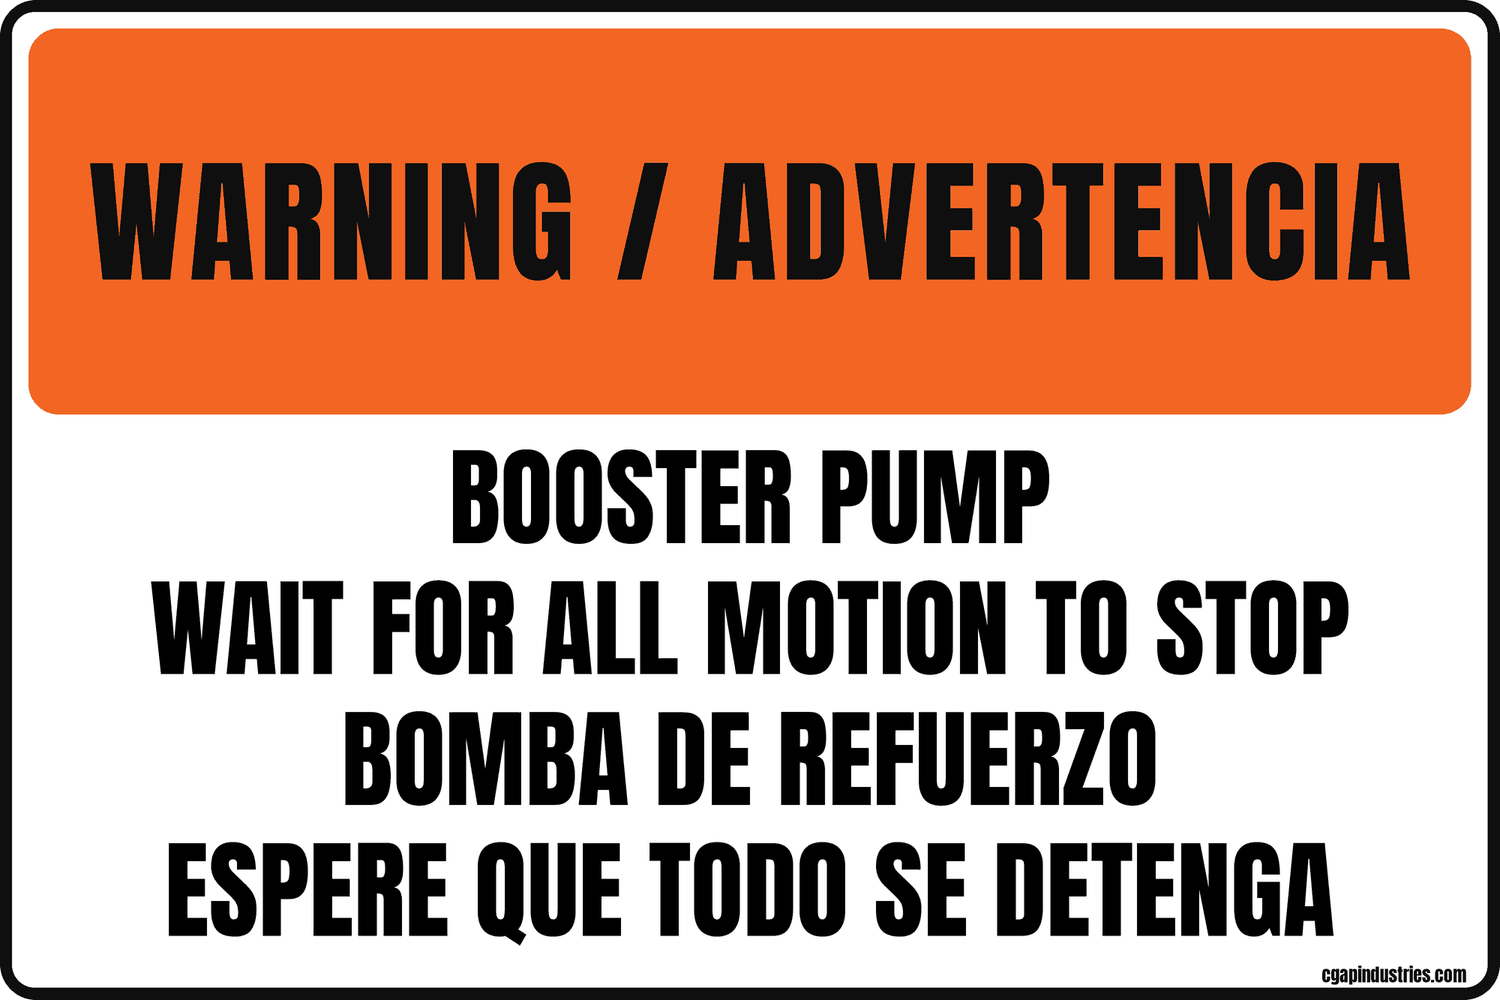 WARNING / ADVERTENCIA
BOOSTER PUMP
WAIT FOR ALL MOTION TO STOP
BOMBA DE REFUERZO
ESPERE QUE TODO SE DETENGA
cgapindustries.com